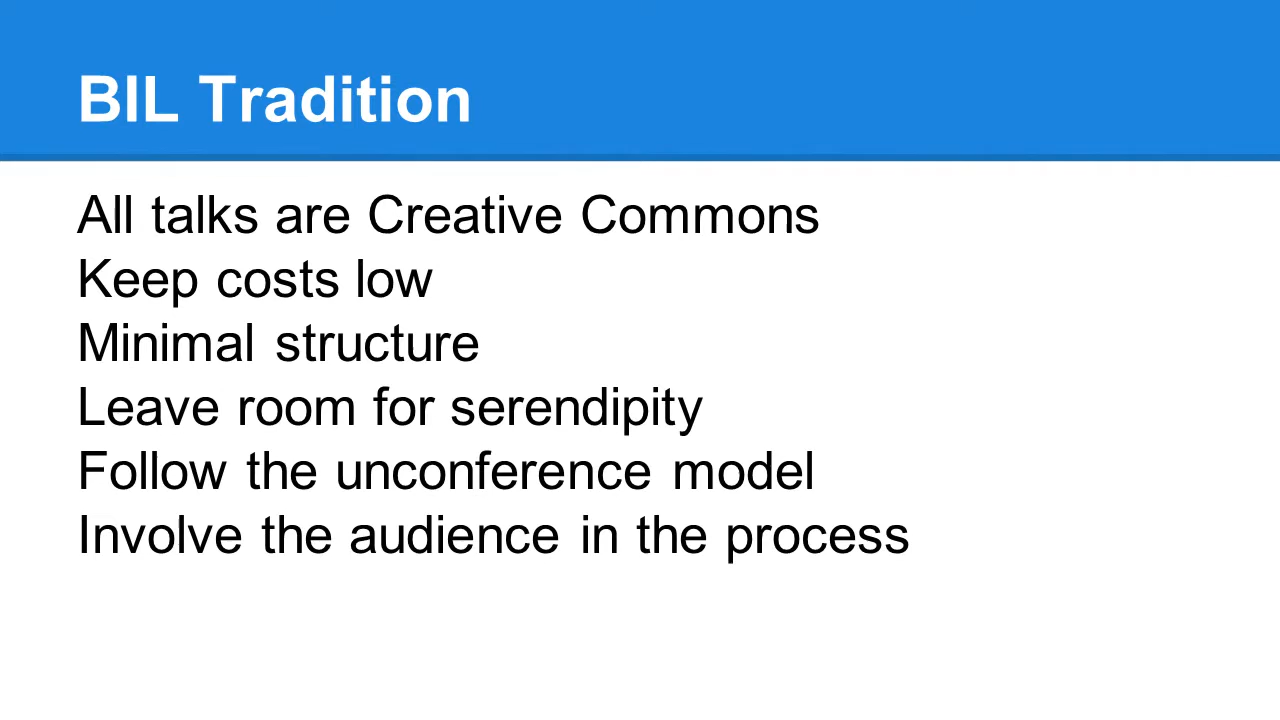 BIL Tradition
All talks are Creative Commons
Keep costs low
Minimal structure
Leave room for serendipity
Follow the unconference model
Involve the audience in the process